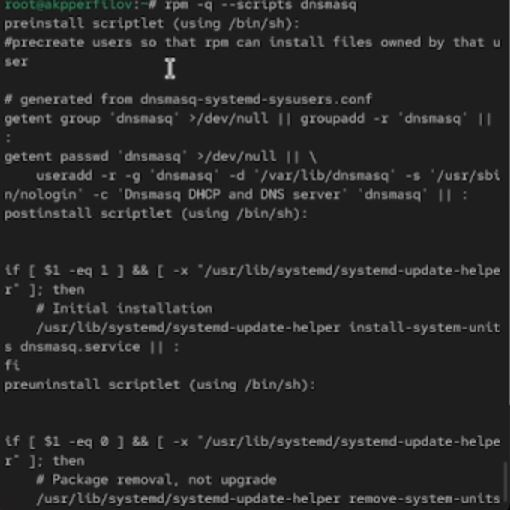 root@akpperfilov:~# rpm -q --scripts dnsmasq
preinstall scriptlet (using /bin/sh):
#precreate users so that rpm can install files owned by that u
ser
# generated from dnsmasq-systemd-sysusers.conf
getent group 'dnsmasq' >/dev/null || groupadd -r 'dnsmasq' ||
:
getent passwd 'dnsmasq' >/dev/null || \
    useradd -r -g 'dnsmasq' -d '/var/lib/dnsmasq' -s '/usr/sbi
n/nologin' -c 'Dnsmasq DHCP and DNS server' 'dnsmasq' || :
postinstall scriptlet (using /bin/sh):
if [ $1 -eq 1 ] && [ -x "/usr/lib/systemd/systemd-update-helpe
r" ]; then
    # Initial installation
    /usr/lib/systemd/systemd-update-helper install-system-unit
s dnsmasq.service || :
fi
preuninstall scriptlet (using /bin/sh):
if [ $1 -eq 0 ] && [ -x "/usr/lib/systemd/systemd-update-helpe
r" ]; then
    # Package removal, not upgrade
    /usr/lib/systemd/systemd-update-helper remove-system-units